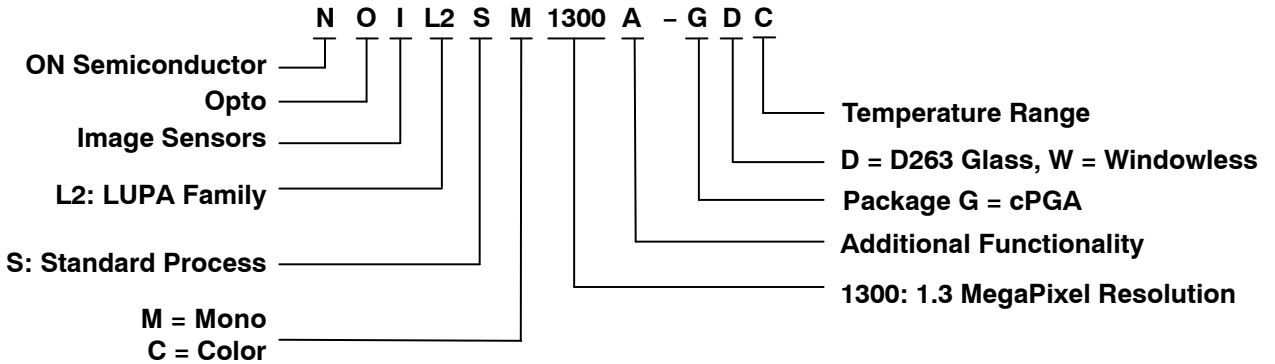 N O I L2 S M 1300 A – G D C
ON Semiconductor
Opto
Image Sensors
L2: LUPA Family
S: Standard Process
M = Mono
C = Color
Temperature Range
D = D263 Glass, W = Windowless
Package G = cPGA
Additional Functionality
1300: 1.3 MegaPixel Resolution